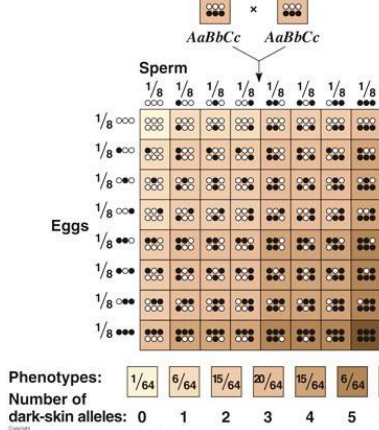 ×
AaBbCc AaBbCc
Sperm
1/8 1/8 1/8 1/8 1/8 1/8 1/8
1/8
1/8
1/8
1/8
Eggs
1/8
1/8
1/8
1/8
Phenotypes: 1/64 6/64 15/64 20/64 15/64 6/64
Number of
dark-skin alleles: 0 1 2 3 4 5
Copyright